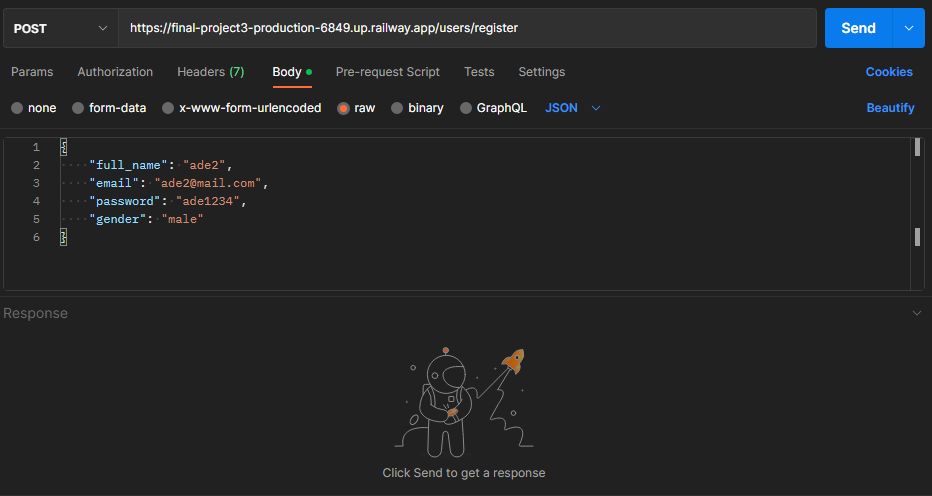 POST https://final-project3-production-6849.up.railway.app/users/register Send
Params Authorization Headers (7) Body Pre-request Script Tests Settings Cookies
none form-data x-www-form-urlencoded raw binary GraphQL JSON Beautify
1 {
2 ····"full_name":·"ade2",
3 ····"email":·"ade2@mail.com",
4 ····"password":·"ade1234",
5 ····"gender":·"male"
6 }
Response
Click Send to get a response